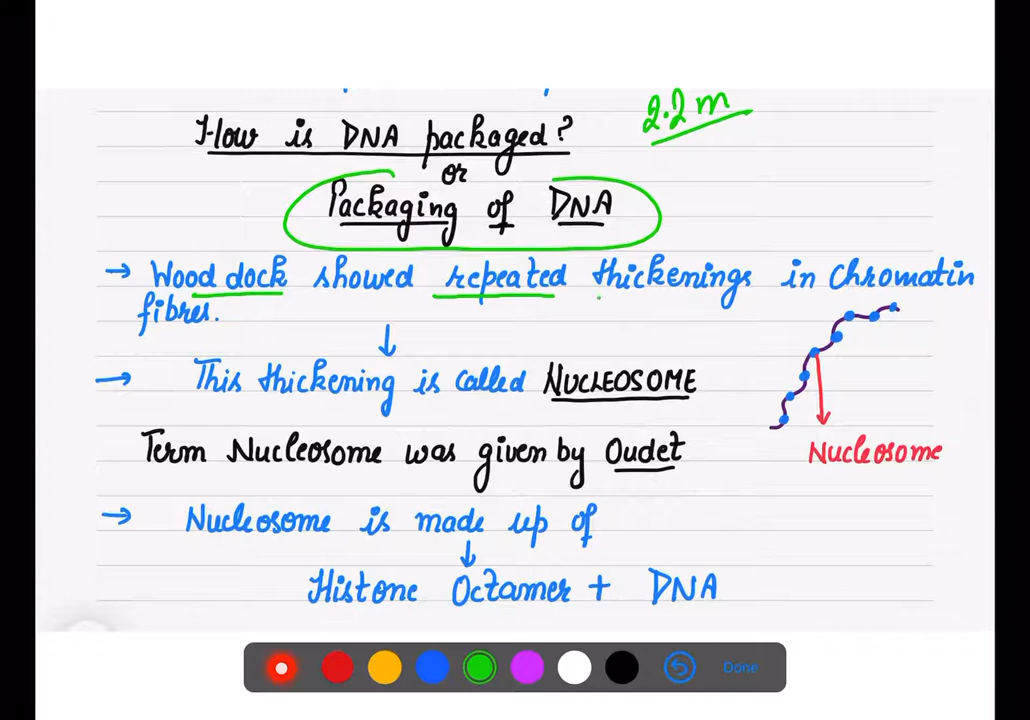 How is DNA packaged?
2.2 m
or
Packaging of DNA
→ Wood dock showed repeated thickenings in Chromatin
fibres.
↓
→ This thickening is called NUCLEOSOME
Nucleosome
Term Nucleosome was given by Oudet
→ Nucleosome is made up of
↓
Histone Octamer + DNA
Done